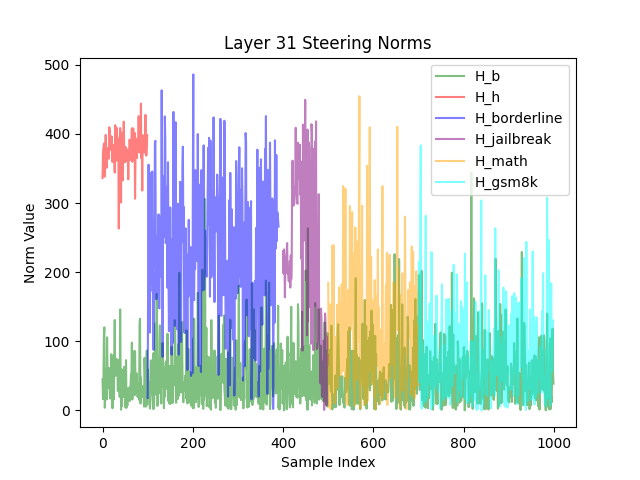 Layer 31 Steering Norms
500
400
300
200
100
0
Norm Value
H_b
H_h
H_borderline
H_jailbreak
H_math
H_gsm8k
0
200
400
600
800
1000
Sample Index